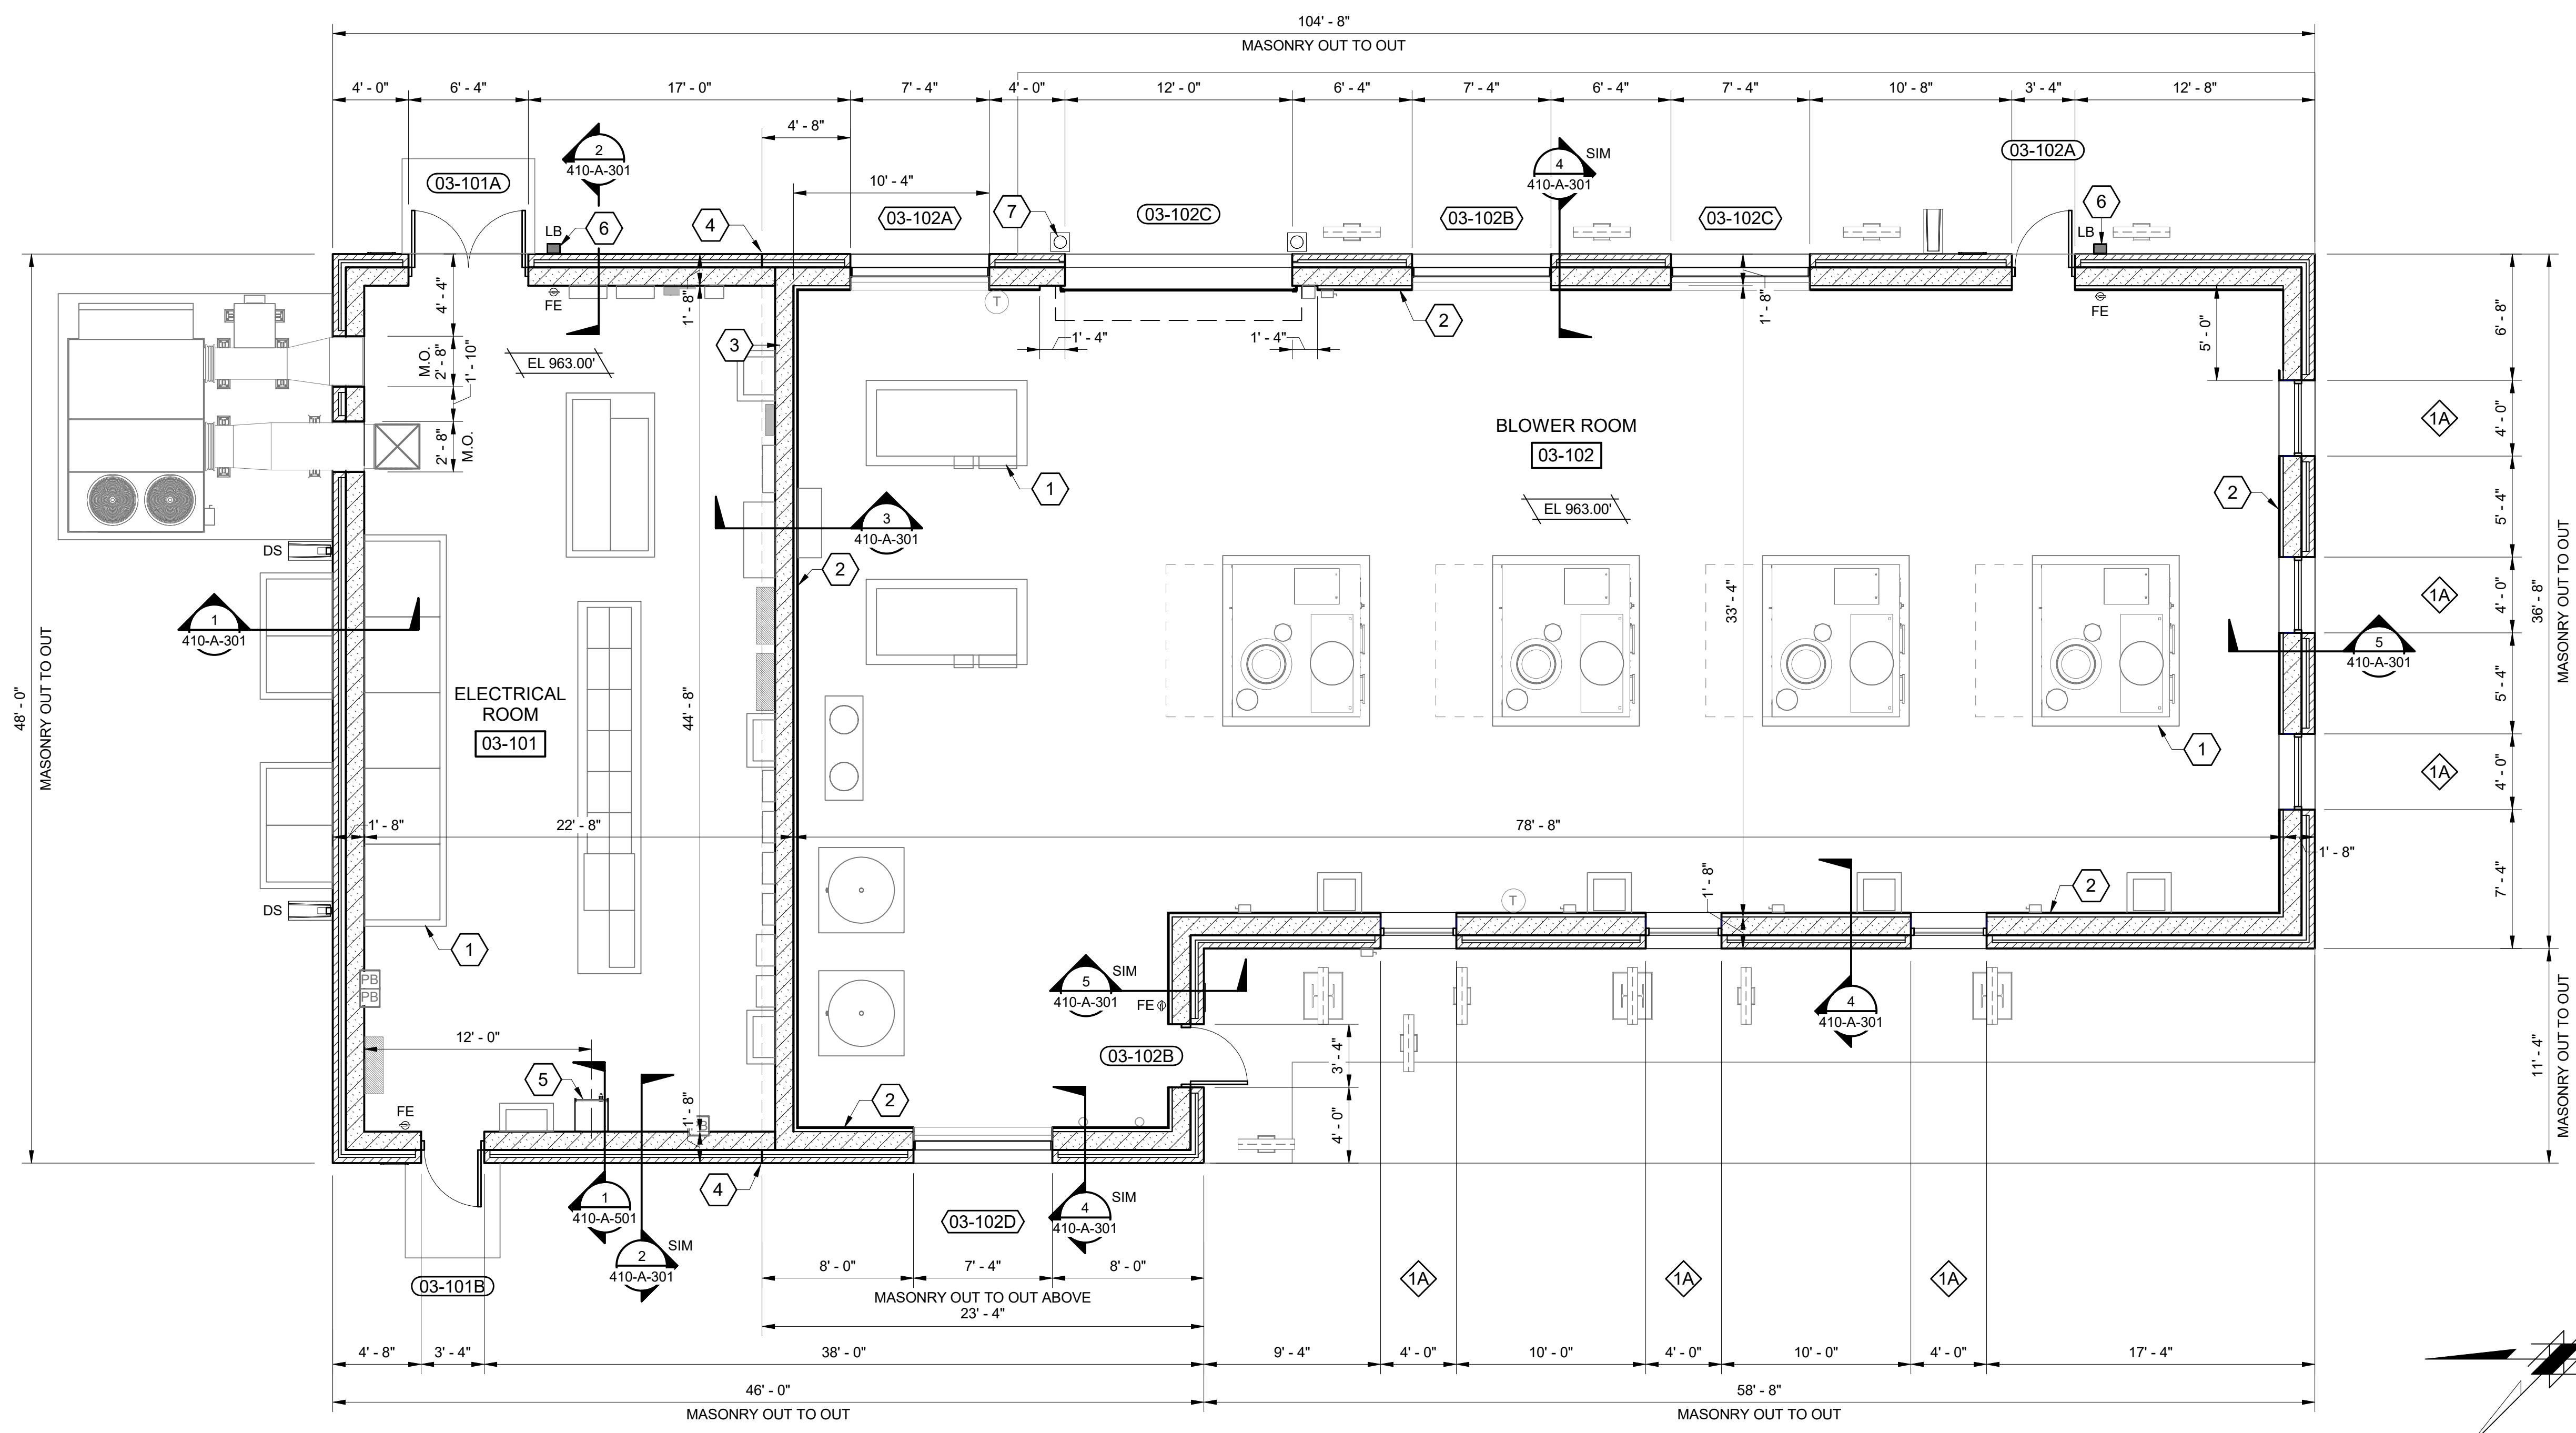 104' - 8"
MASONRY OUT TO OUT
4' - 0"
6' - 4"
17' - 0"
7' - 4"
4' - 0"
12' - 0"
6' - 4"
7' - 4"
6' - 4"
7' - 4"
10' - 8"
3' - 4"
12' - 8"
4' - 8"
10' - 4"
2
410-A-301
4
SIM
410-A-301
03-101A
03-102A
03-102C
03-102B
03-102C
03-102A
LB
6
4
7
LB
6
FE
T
FE
4' - 4"
1' - 8"
1' - 8"
6' - 8"
5' - 0"
3
2
1' - 4"
1' - 4"
M.O.
2' - 8"
1' - 10"
EL 963.00'
2' - 8"
M.O.
BLOWER ROOM
03-102
EL 963.00'
1
2
4' - 0"
1A
5' - 4"
3
410-A-301
DS
2
4' - 0"
1A
1
410-A-301
33' - 4"
36' - 8"
MASONRY OUT TO OUT
5
410-A-301
5' - 4"
48' - 0"
MASONRY OUT TO OUT
ELECTRICAL
ROOM
03-101
44' - 8"
1
4' - 0"
1A
1' - 8"
22' - 8"
78' - 8"
1' - 8"
7' - 4"
1' - 8"
2
T
DS
1
PB
PB
5
SIM
410-A-301
FE
4
410-A-301
12' - 0"
03-102B
3' - 4"
11' - 4"
MASONRY OUT TO OUT
5
2
FE
1' - 8"
4' - 0"
4
1
410-A-501
2
SIM
410-A-301
03-102D
4
SIM
410-A-301
03-101B
8' - 0"
7' - 4"
8' - 0"
MASONRY OUT TO OUT ABOVE
23' - 4"
1A
1A
1A
4' - 8"
3' - 4"
38' - 0"
9' - 4"
4' - 0"
10' - 0"
4' - 0"
10' - 0"
4' - 0"
17' - 4"
46' - 0"
MASONRY OUT TO OUT
58' - 8"
MASONRY OUT TO OUT